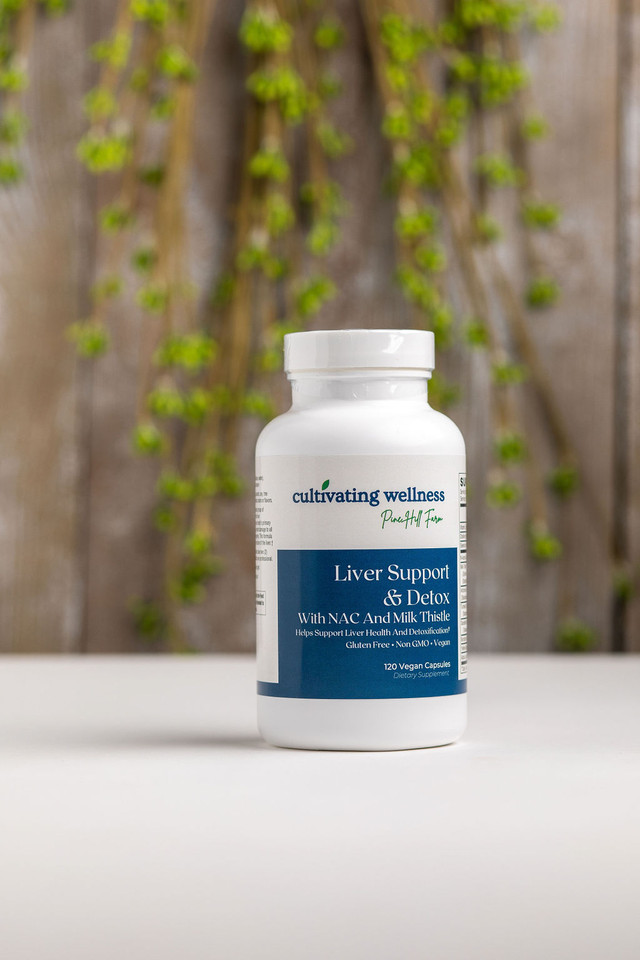 cultivating wellness
PineHill Farm
Liver Support
& Detox
With NAC And Milk Thistle
Helps Support Liver Health And Detoxification†
Gluten Free • Non GMO • Vegan
120 Vegan Capsules
Dietary Supplement